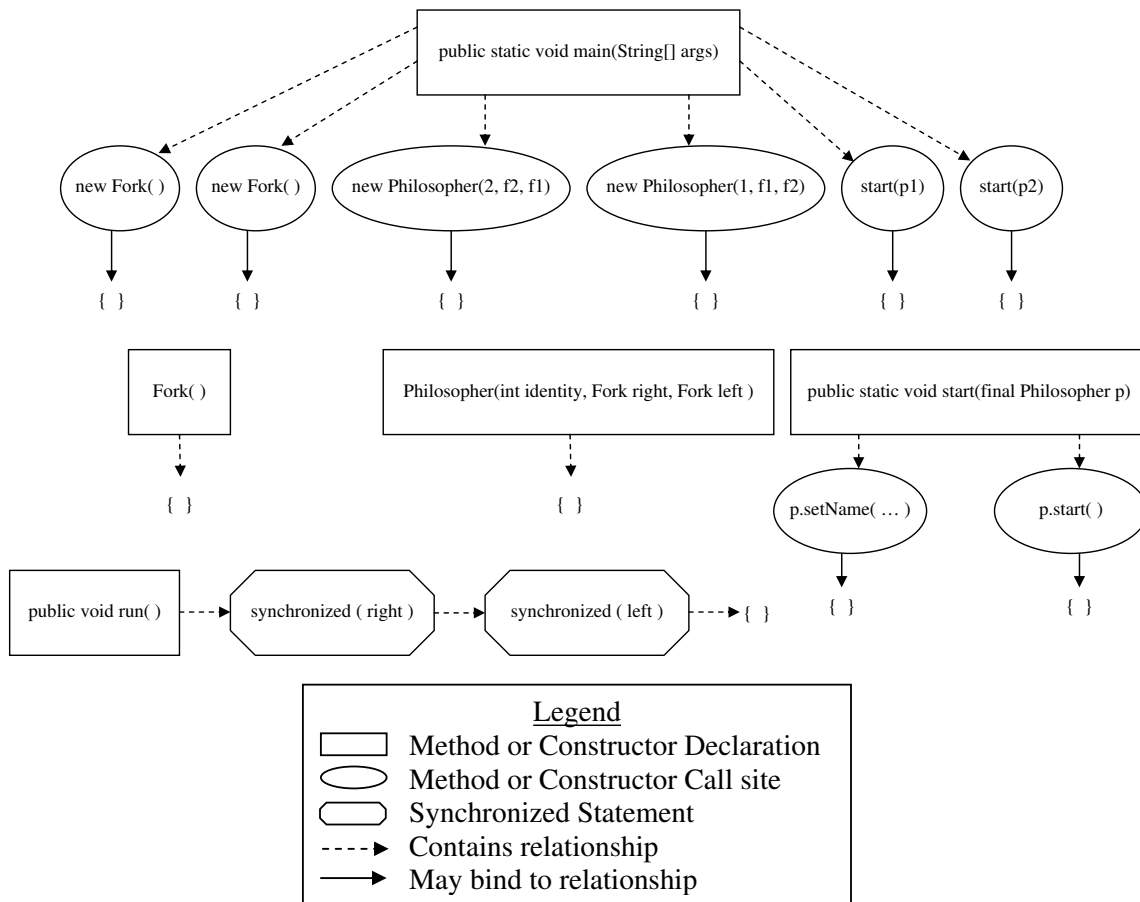 public static void main(String[] args)
new Fork( )
new Fork( )
new Philosopher(2, f2, f1)
new Philosopher(1, f1, f2)
start(p1)
start(p2)
{ }
{ }
{ }
{ }
{ }
{ }
Fork( )
Philosopher(int identity, Fork right, Fork left )
public static void start(final Philosopher p)
{ }
{ }
p.setName( … )
p.start( )
public void run( )
synchronized ( right )
synchronized ( left )
{ }
{ }
{ }
Legend
Method or Constructor Declaration
Method or Constructor Call site
Synchronized Statement
Contains relationship
May bind to relationship